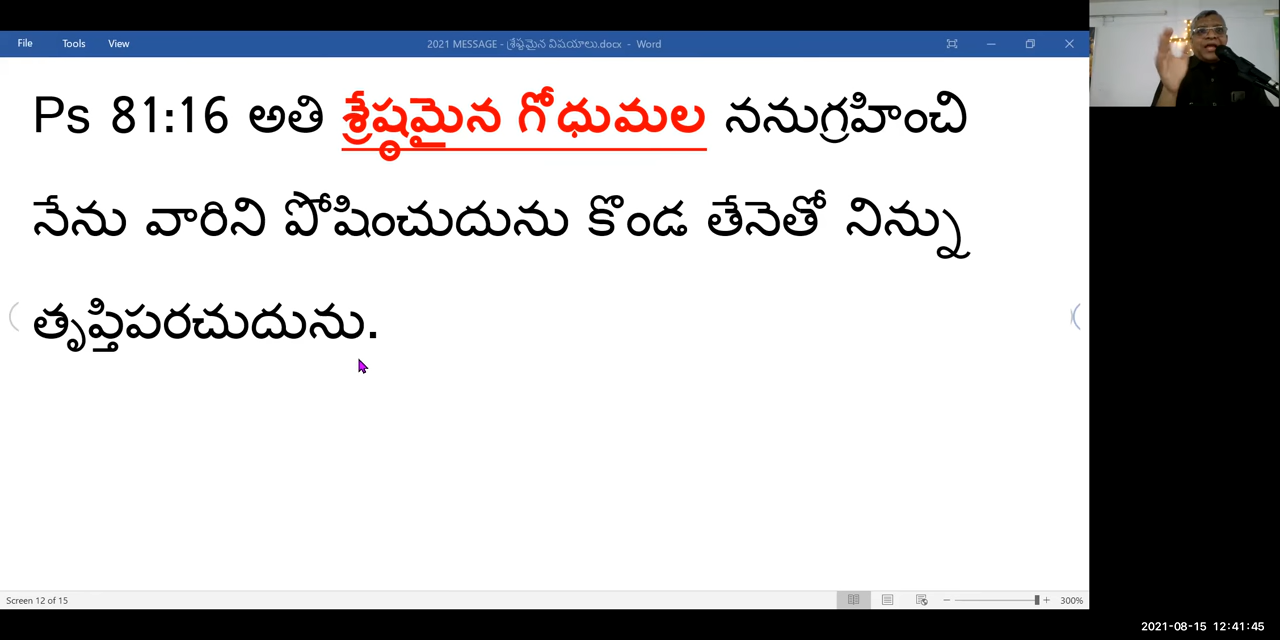 File Tools View 2021 MESSAGE - శ్రేష్ఠమైన విషయాలు.docx - Word
Ps 81:16 అతి శ్రేష్ఠమైన గోధుమల ననుగ్రహించి
నేను వారిని పోషించుదును కొండ తేనెతో నిన్ను
తృప్తిపరచుదును.
Screen 12 of 15 300%
2021-08-15 12:41:45